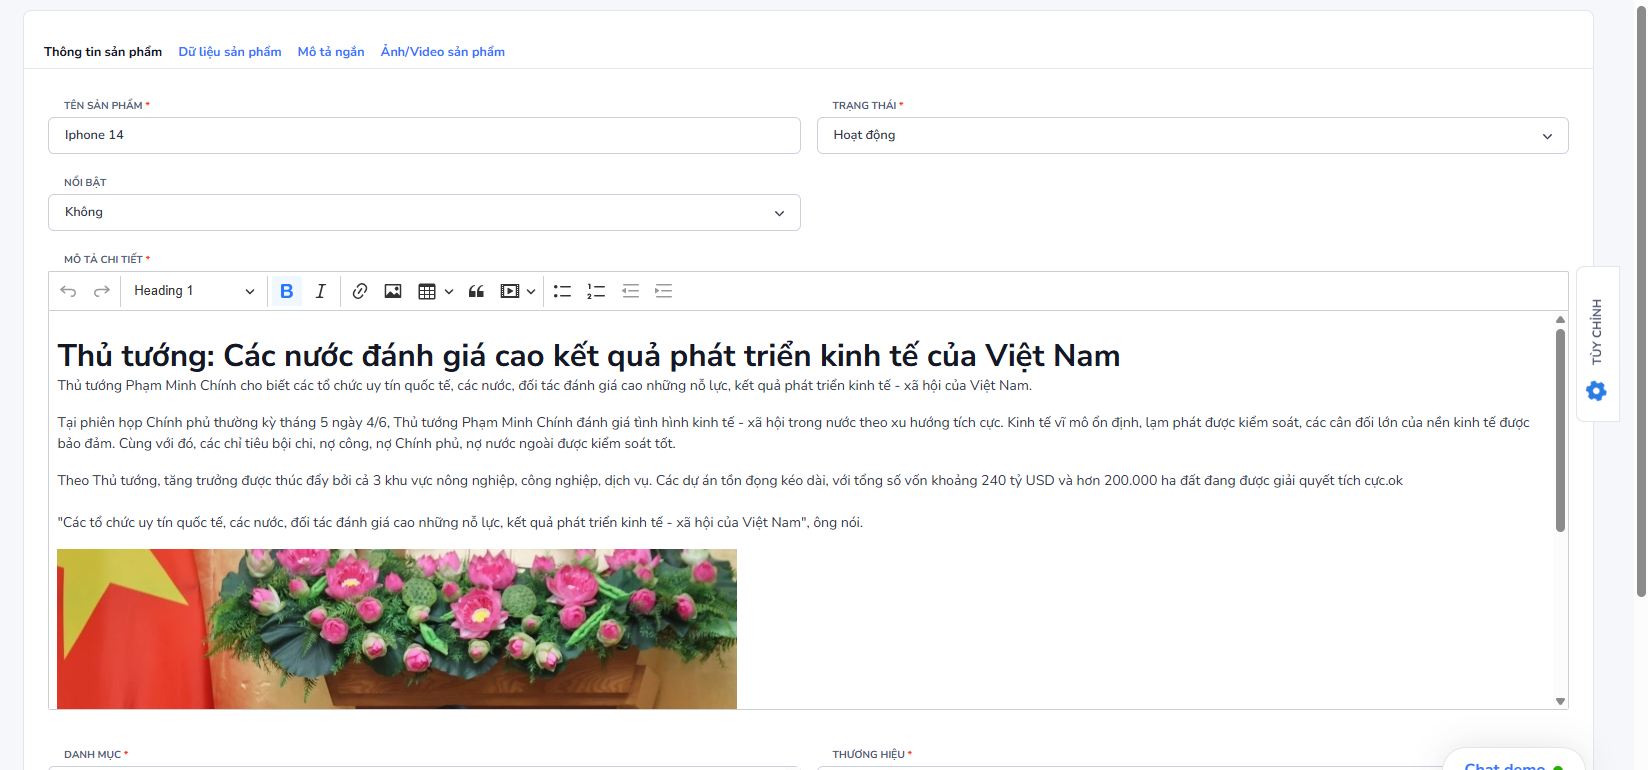 Thông tin sản phẩm Dữ liệu sản phẩm Mô tả ngắn Ảnh/Video sản phẩm
TÊN SẢN PHẨM * TRẠNG THÁI *
Iphone 14 Hoạt động
NỔI BẬT
Không
MÔ TẢ CHI TIẾT *
Heading 1 B I
Thủ tướng: Các nước đánh giá cao kết quả phát triển kinh tế của Việt Nam
Thủ tướng Phạm Minh Chính cho biết các tổ chức uy tín quốc tế, các nước, đối tác đánh giá cao những nỗ lực, kết quả phát triển kinh tế - xã hội của Việt Nam.
Tại phiên họp Chính phủ thường kỳ tháng 5 ngày 4/6, Thủ tướng Phạm Minh Chính đánh giá tình hình kinh tế - xã hội trong nước theo xu hướng tích cực. Kinh tế vĩ mô ổn định, lạm phát được kiểm soát, các cân đối lớn của nền kinh tế được
bảo đảm. Cùng với đó, các chỉ tiêu bội chi, nợ công, nợ Chính phủ, nợ nước ngoài được kiểm soát tốt.
Theo Thủ tướng, tăng trưởng được thúc đẩy bởi cả 3 khu vực nông nghiệp, công nghiệp, dịch vụ. Các dự án tồn đọng kéo dài, với tổng số vốn khoảng 240 tỷ USD và hơn 200.000 ha đất đang được giải quyết tích cực.ok
"Các tổ chức uy tín quốc tế, các nước, đối tác đánh giá cao những nỗ lực, kết quả phát triển kinh tế - xã hội của Việt Nam", ông nói.
TÙY CHỈNH
DANH MỤC * THƯƠNG HIỆU *
Chat demo